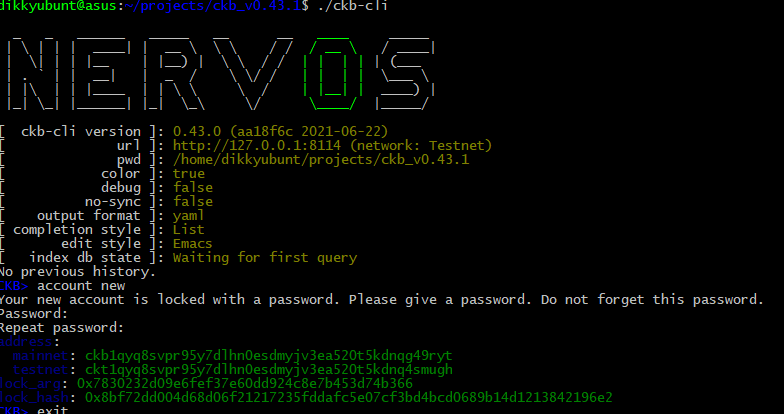 dikkyubunt@asus:~/projects/ckb_v0.43.1$ ./ckb-cli
NERVOS
[  ckb-cli version ]: 0.43.0 (aa18f6c 2021-06-22)
[              url ]: http://127.0.0.1:8114 (network: Testnet)
[              pwd ]: /home/dikkyubunt/projects/ckb_v0.43.1
[            color ]: true
[            debug ]: false
[          no-sync ]: false
[    output format ]: yaml
[ completion style ]: List
[       edit style ]: Emacs
[   index db state ]: Waiting for first query
No previous history.
CKB> account new
Your new account is locked with a password. Please give a password. Do not forget this password.
Password:
Repeat password:
address:
  mainnet: ckb1qyq8svpr95y7dlhn0esdmyjv3ea520t5kdnqg49ryt
  testnet: ckt1qyq8svpr95y7dlhn0esdmyjv3ea520t5kdnq4smugh
lock_arg: 0x7830232d09e6fef37e60dd924c8e7b453d74b366
lock_hash: 0x8bf72dd004d68d06f21217235fddafc5e07cf3bd4bcd0689b14d1213842196e2
CKB> exit